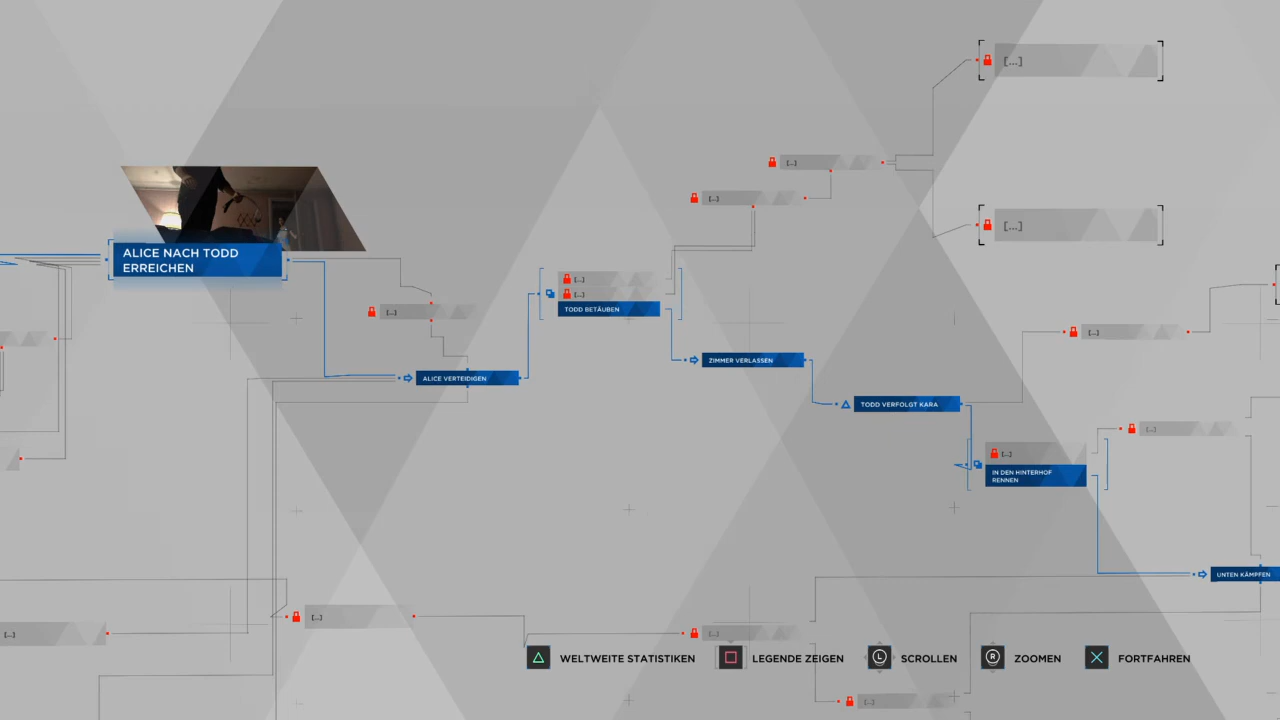 [...]
[...]
[...]
[...]
ALICE NACH TODD
ERREICHEN
[...]
[...]
TODD BETÄUBEN
[...]
[...]
ZIMMER VERLASSEN
ALICE VERTEIDIGEN
TODD VERFOLGT KARA
[...]
[...]
IN DEN HINTERHOF
RENNEN
UNTEN KÄMPFEN
[...]
[...]
[...]
WELTWEITE STATISTIKEN
LEGENDE ZEIGEN
L
SCROLLEN
R
ZOOMEN
FORTFAHREN
[...]